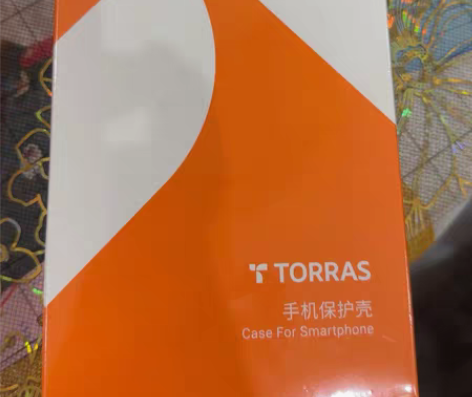 TORRAS
手机保护壳
Case For Smartphone